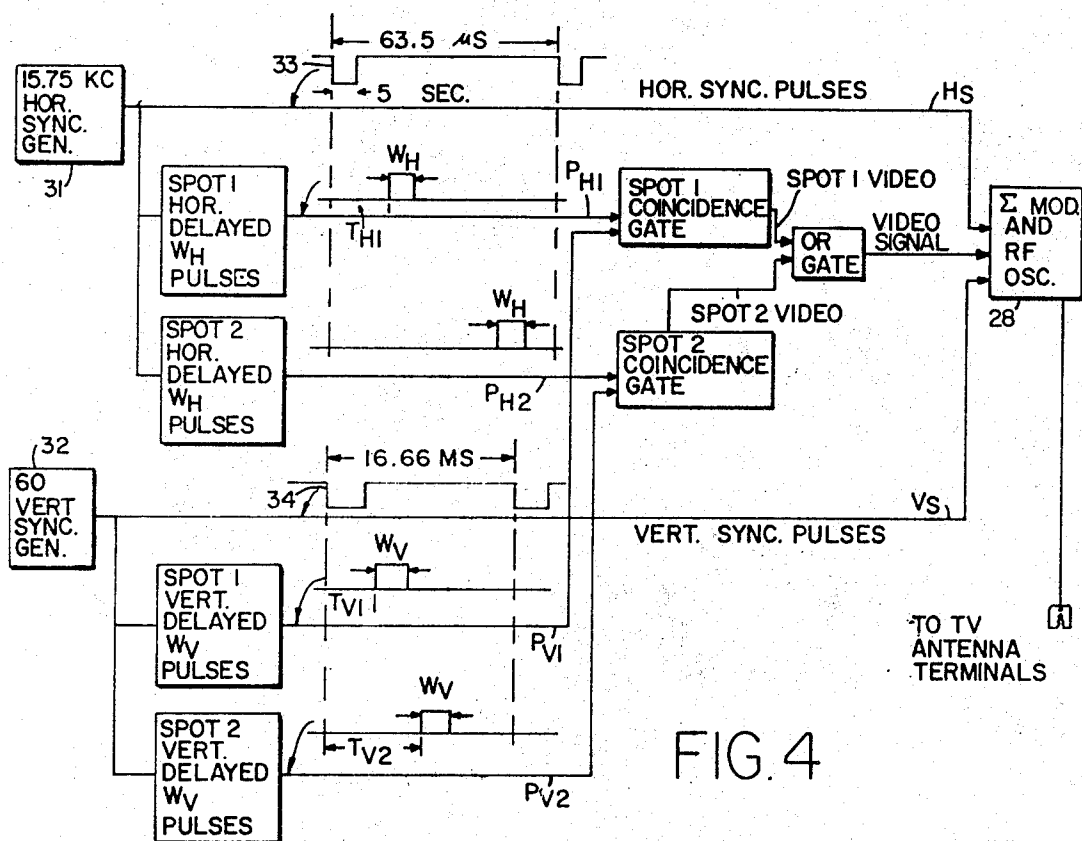 63.5 µS
33
5 SEC.
15.75 KC
HOR.
SYNC.
GEN.
31
HOR. SYNC. PULSES
HS
WH
SPOT 1
HOR.
DELAYED
WH
PULSES
TH1
PH1
SPOT 1
COINCIDENCE
GATE
SPOT 1 VIDEO
OR
GATE
VIDEO
SIGNAL
Σ MOD.
AND
RF
OSC.
28
WH
SPOT 2 VIDEO
SPOT 2
HOR.
DELAYED
WH
PULSES
PH2
SPOT 2
COINCIDENCE
GATE
32
16.66 MS
34
60
VERT
SYNC.
GEN.
VERT. SYNC PULSES
VS
WV
SPOT 1
VERT.
DELAYED
WV
PULSES
TV1
PV1
TO TV
ANTENNA
TERMINALS
A
WV
SPOT 2
VERT.
DELAYED
WV
PULSES
TV2
PV2
FIG. 4